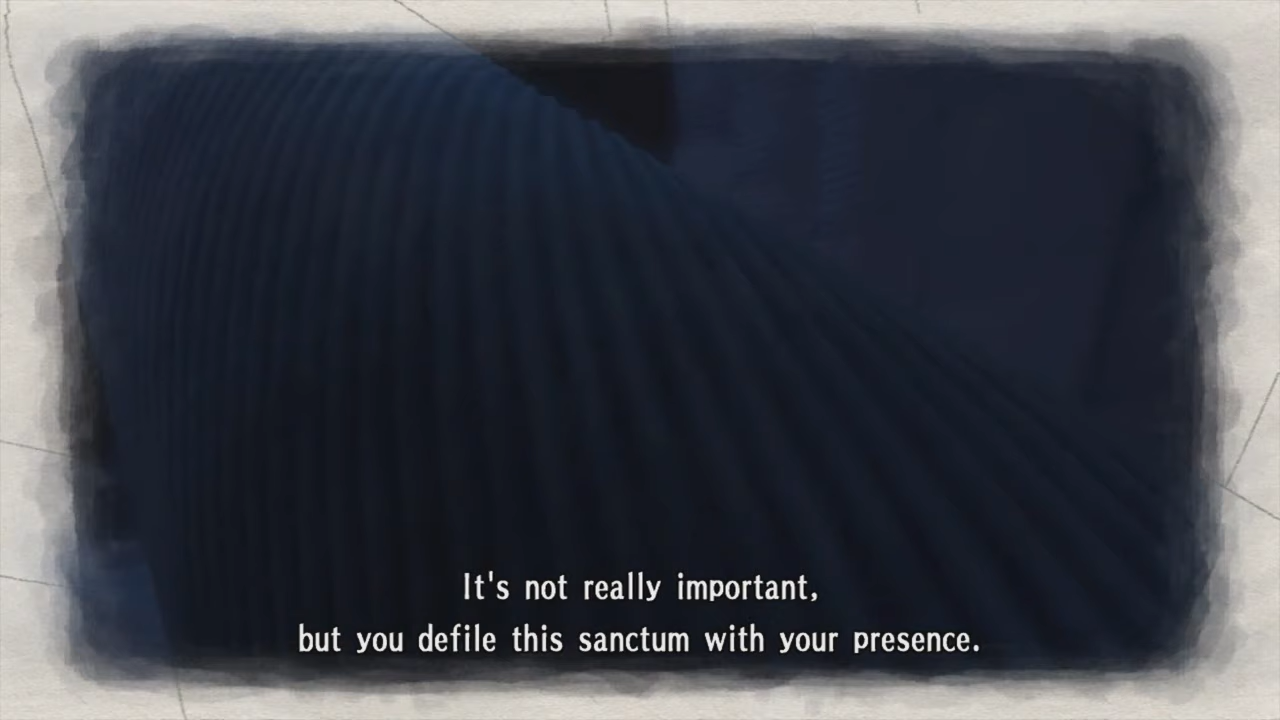 It's not really important,
but you defile this sanctum with your presence.